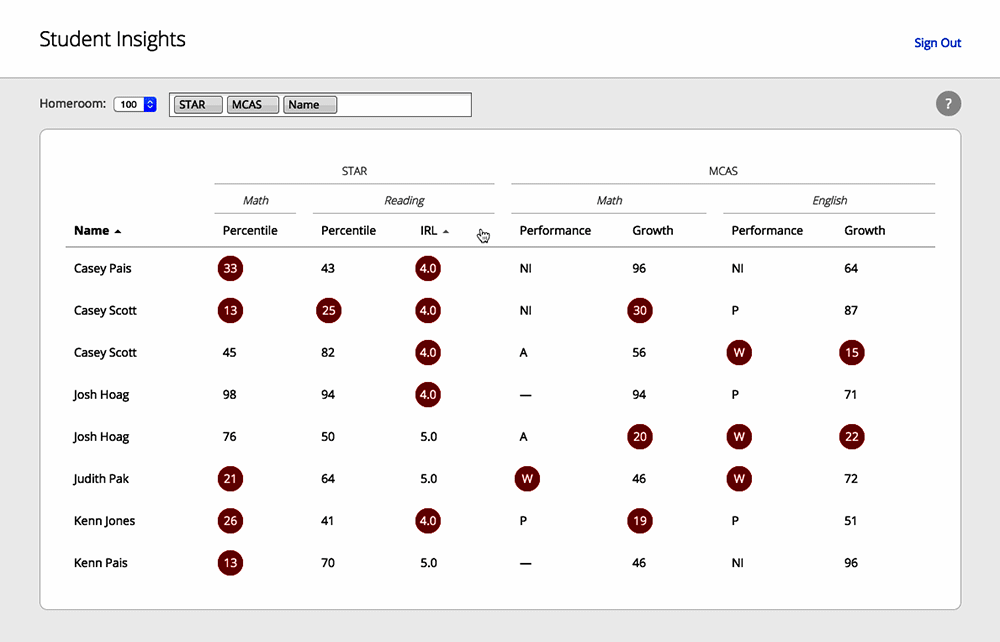 Student Insights
Sign Out
Homeroom: 100 STAR MCAS Name ?
STAR MCAS
Math Reading Math English
Name Percentile Percentile IRL Performance Growth Performance Growth
Casey Pais 33 43 4.0 NI 96 NI 64
Casey Scott 13 25 4.0 NI 30 P 87
Casey Scott 45 82 4.0 A 56 W 15
Josh Hoag 98 94 4.0 — 94 P 71
Josh Hoag 76 50 5.0 A 20 W 22
Judith Pak 21 64 5.0 W 46 W 72
Kenn Jones 26 41 4.0 P 19 P 51
Kenn Pais 13 70 5.0 — 46 NI 96